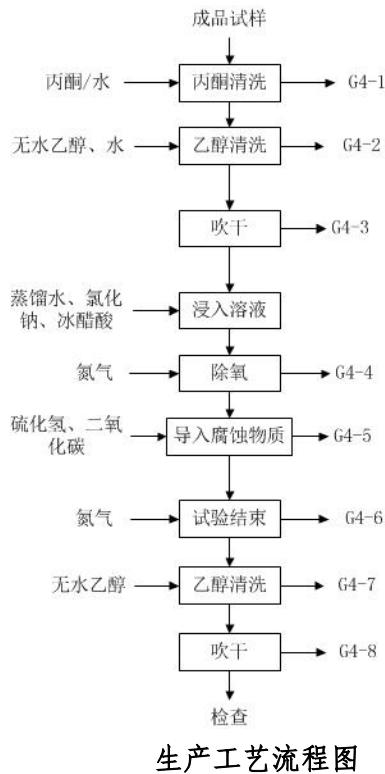 成品试样
丙酮/水
丙酮清洗
G4-1
无水乙醇、水
乙醇清洗
G4-2
吹干
G4-3
蒸馏水、氯化
钠、冰醋酸
浸入溶液
氮气
除氧
G4-4
硫化氢、二氧
化碳
导入腐蚀物质
G4-5
氮气
试验结束
G4-6
无水乙醇
乙醇清洗
G4-7
吹干
G4-8
检查
生产工艺流程图